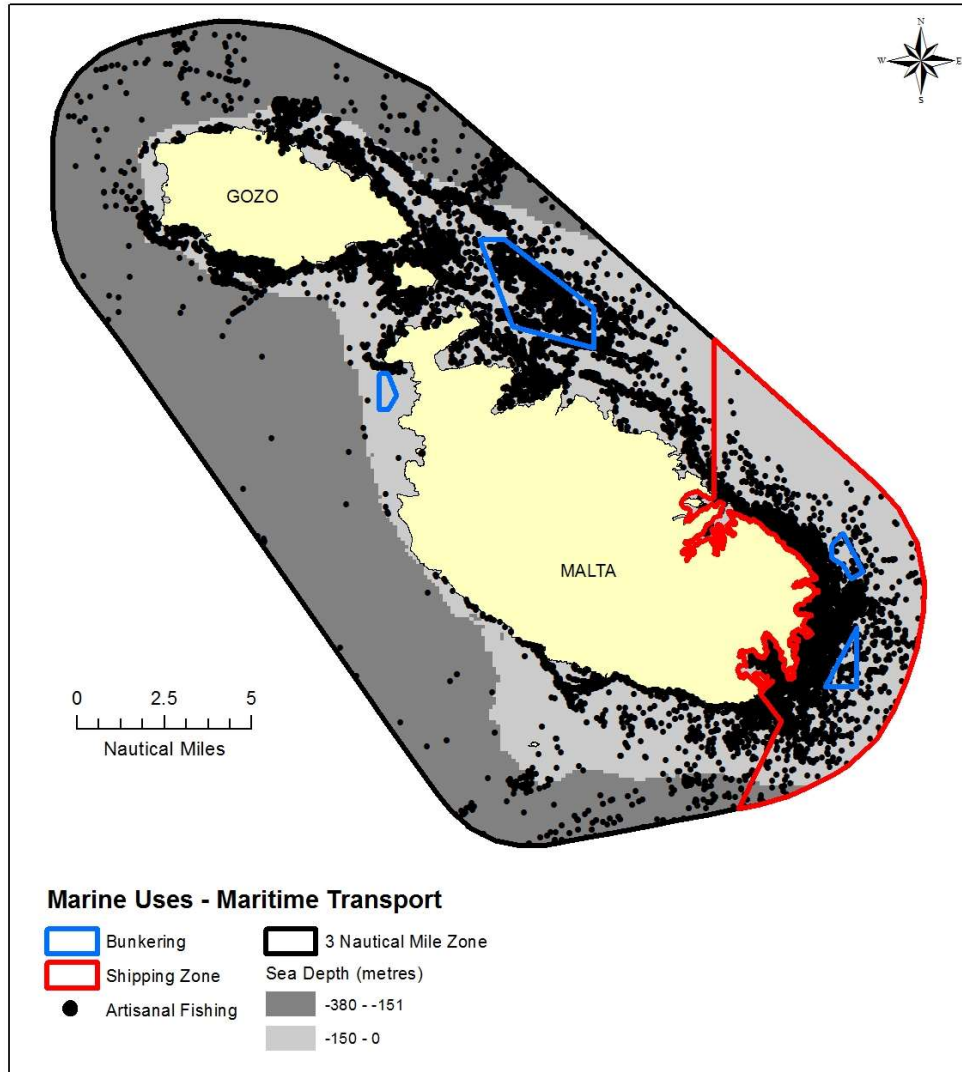 N
W E
S
GOZO
MALTA
0 2.5 5
Nautical Miles
Marine Uses - Maritime Transport
Bunkering
Shipping Zone
Artisanal Fishing
3 Nautical Mile Zone
Sea Depth (metres)
-380 - -151
-150 - 0